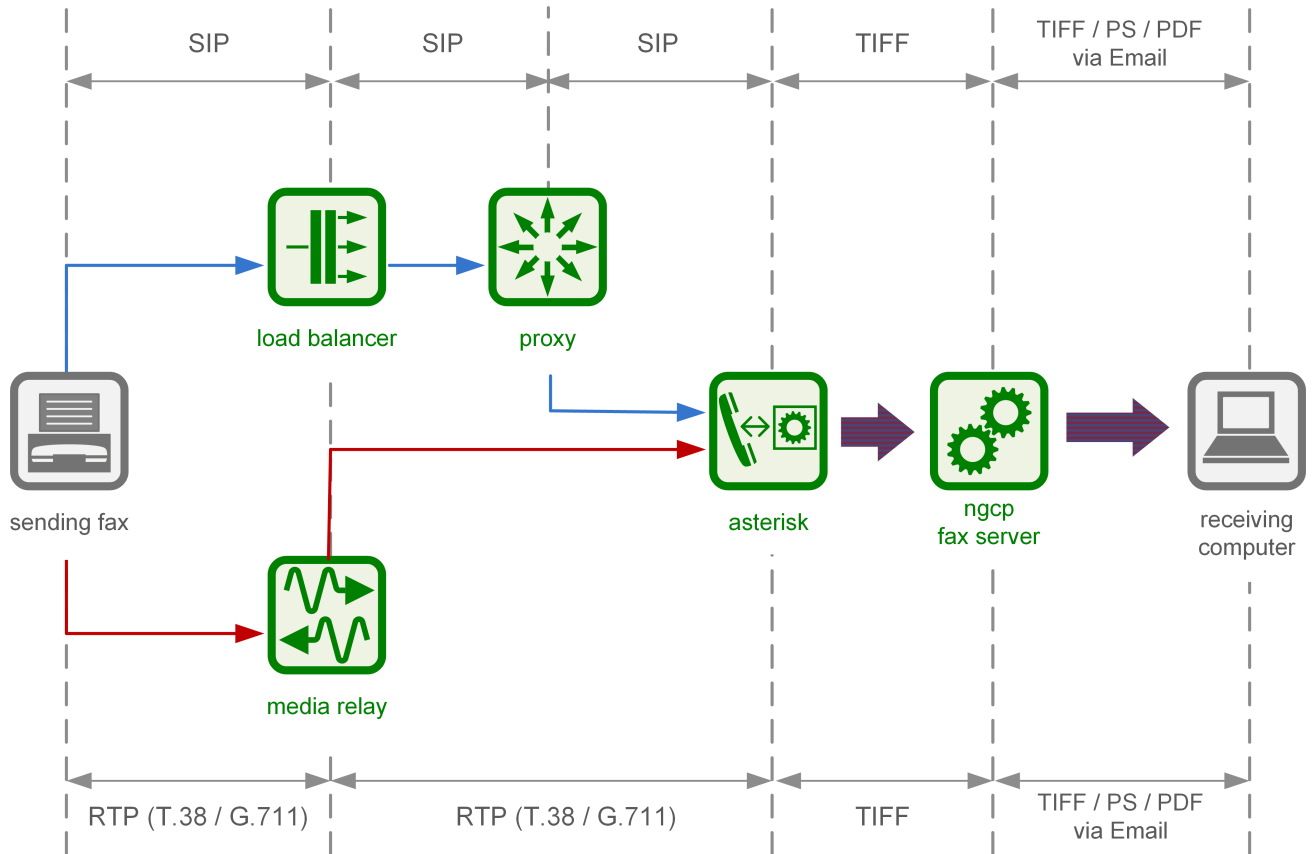 SIP
SIP
SIP
TIFF
TIFF / PS / PDF
via Email
load balancer
proxy
sending fax
asterisk
ngcp
fax server
receiving
computer
media relay
RTP (T.38 / G.711)
RTP (T.38 / G.711)
TIFF
TIFF / PS / PDF
via Email